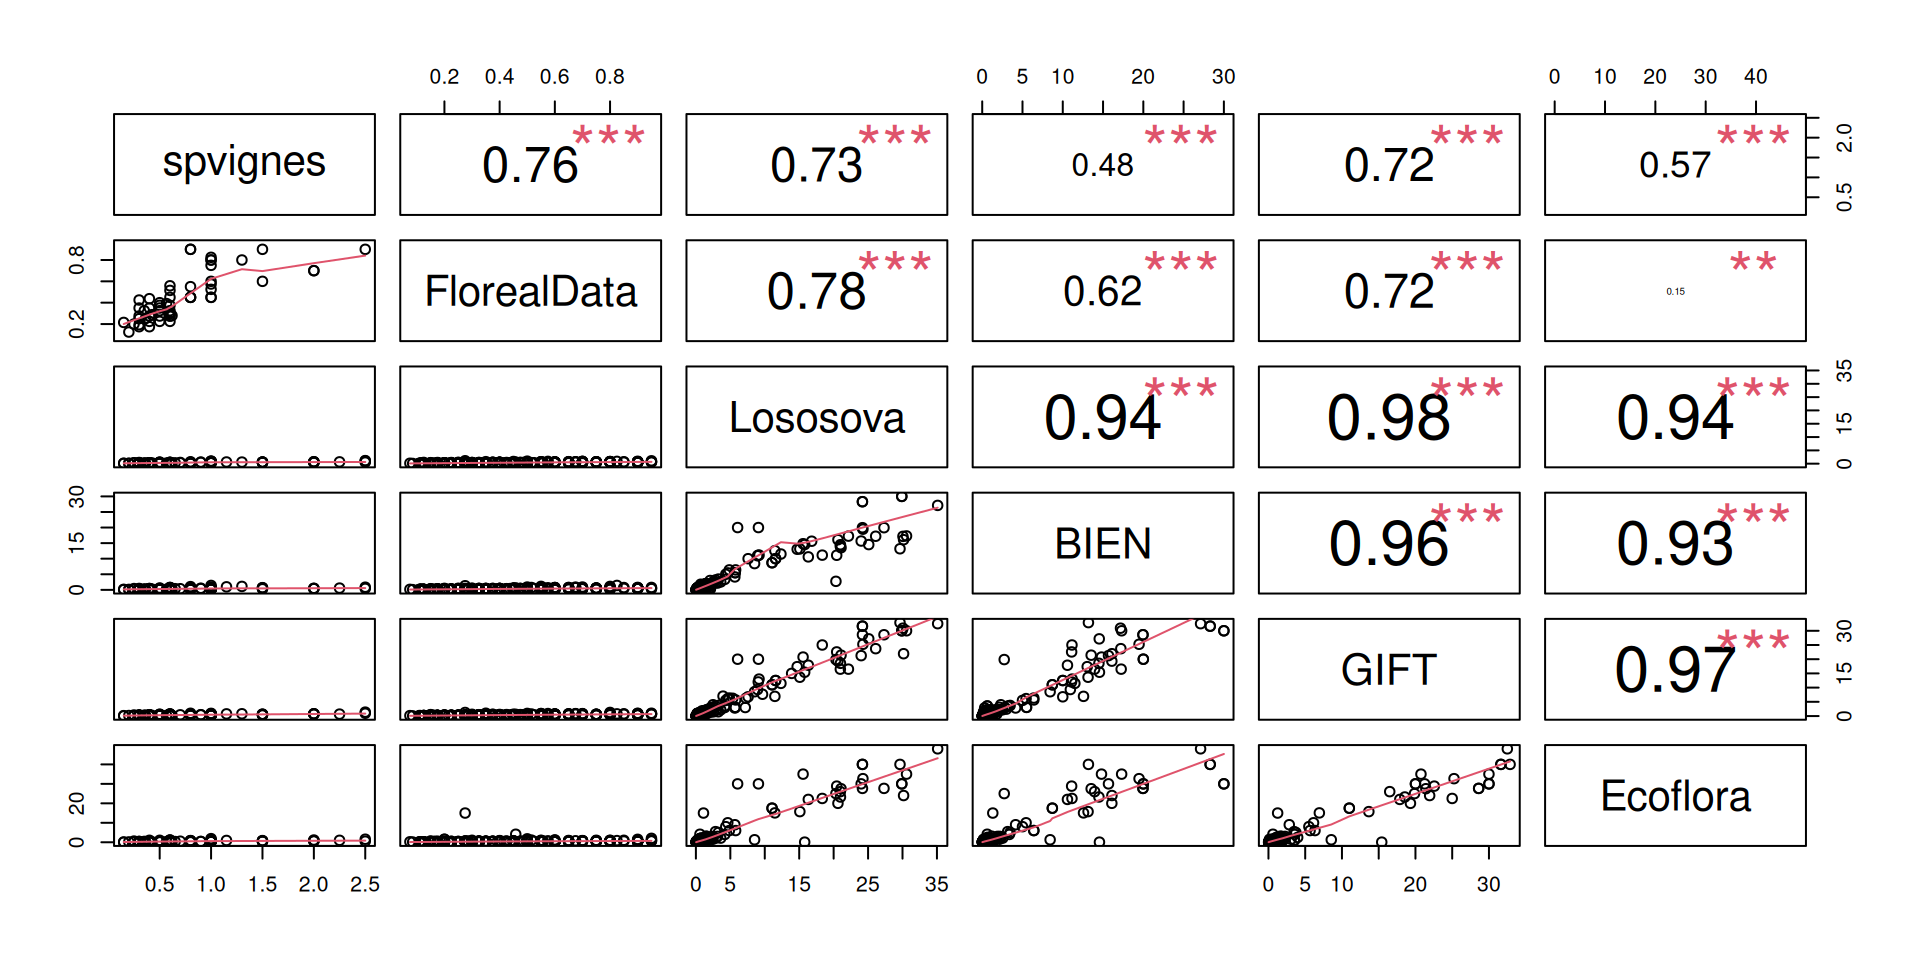 0.2 0.4 0.6 0.8 0 5 10 20 30 0 10 20 30 40
spvignes 0.76 *** 0.73 *** 0.48 *** 0.72 *** 0.57 *** 0.5 2.0
0.2 0.8 FlorealData 0.78 *** 0.62 *** 0.72 *** 0.15 **
Lososova 0.94 *** 0.98 *** 0.94 *** 0 15 35
0 15 30 BIEN 0.96 *** 0.93 ***
GIFT 0.97 *** 0 15 30
0 20 Ecoflora
0.5 1.0 1.5 2.0 2.5 0 5 15 25 35 0 5 10 20 30